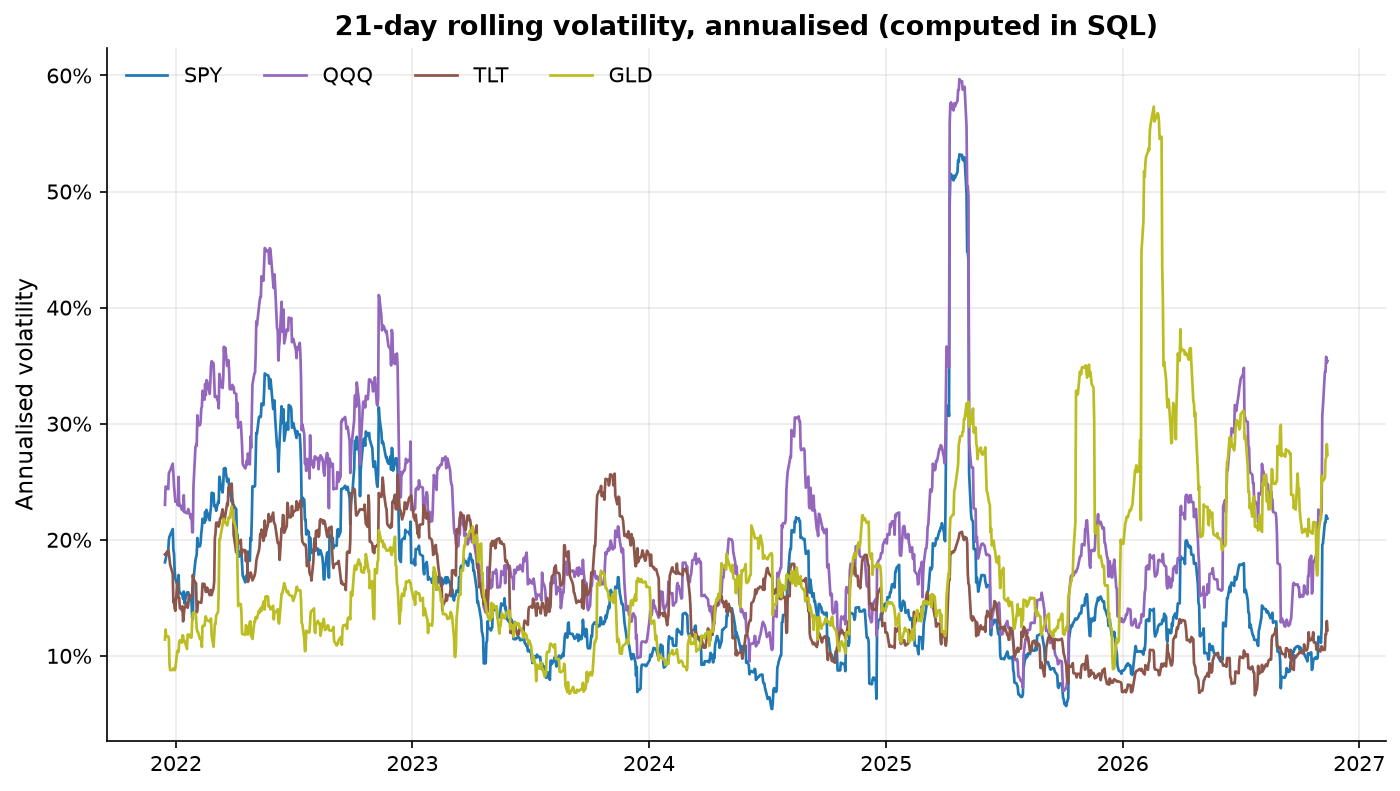 21-day rolling volatility, annualised (computed in SQL)
SPY QQQ TLT GLD
Annualised volatility
60%
50%
40%
30%
20%
10%
2022 2023 2024 2025 2026 2027